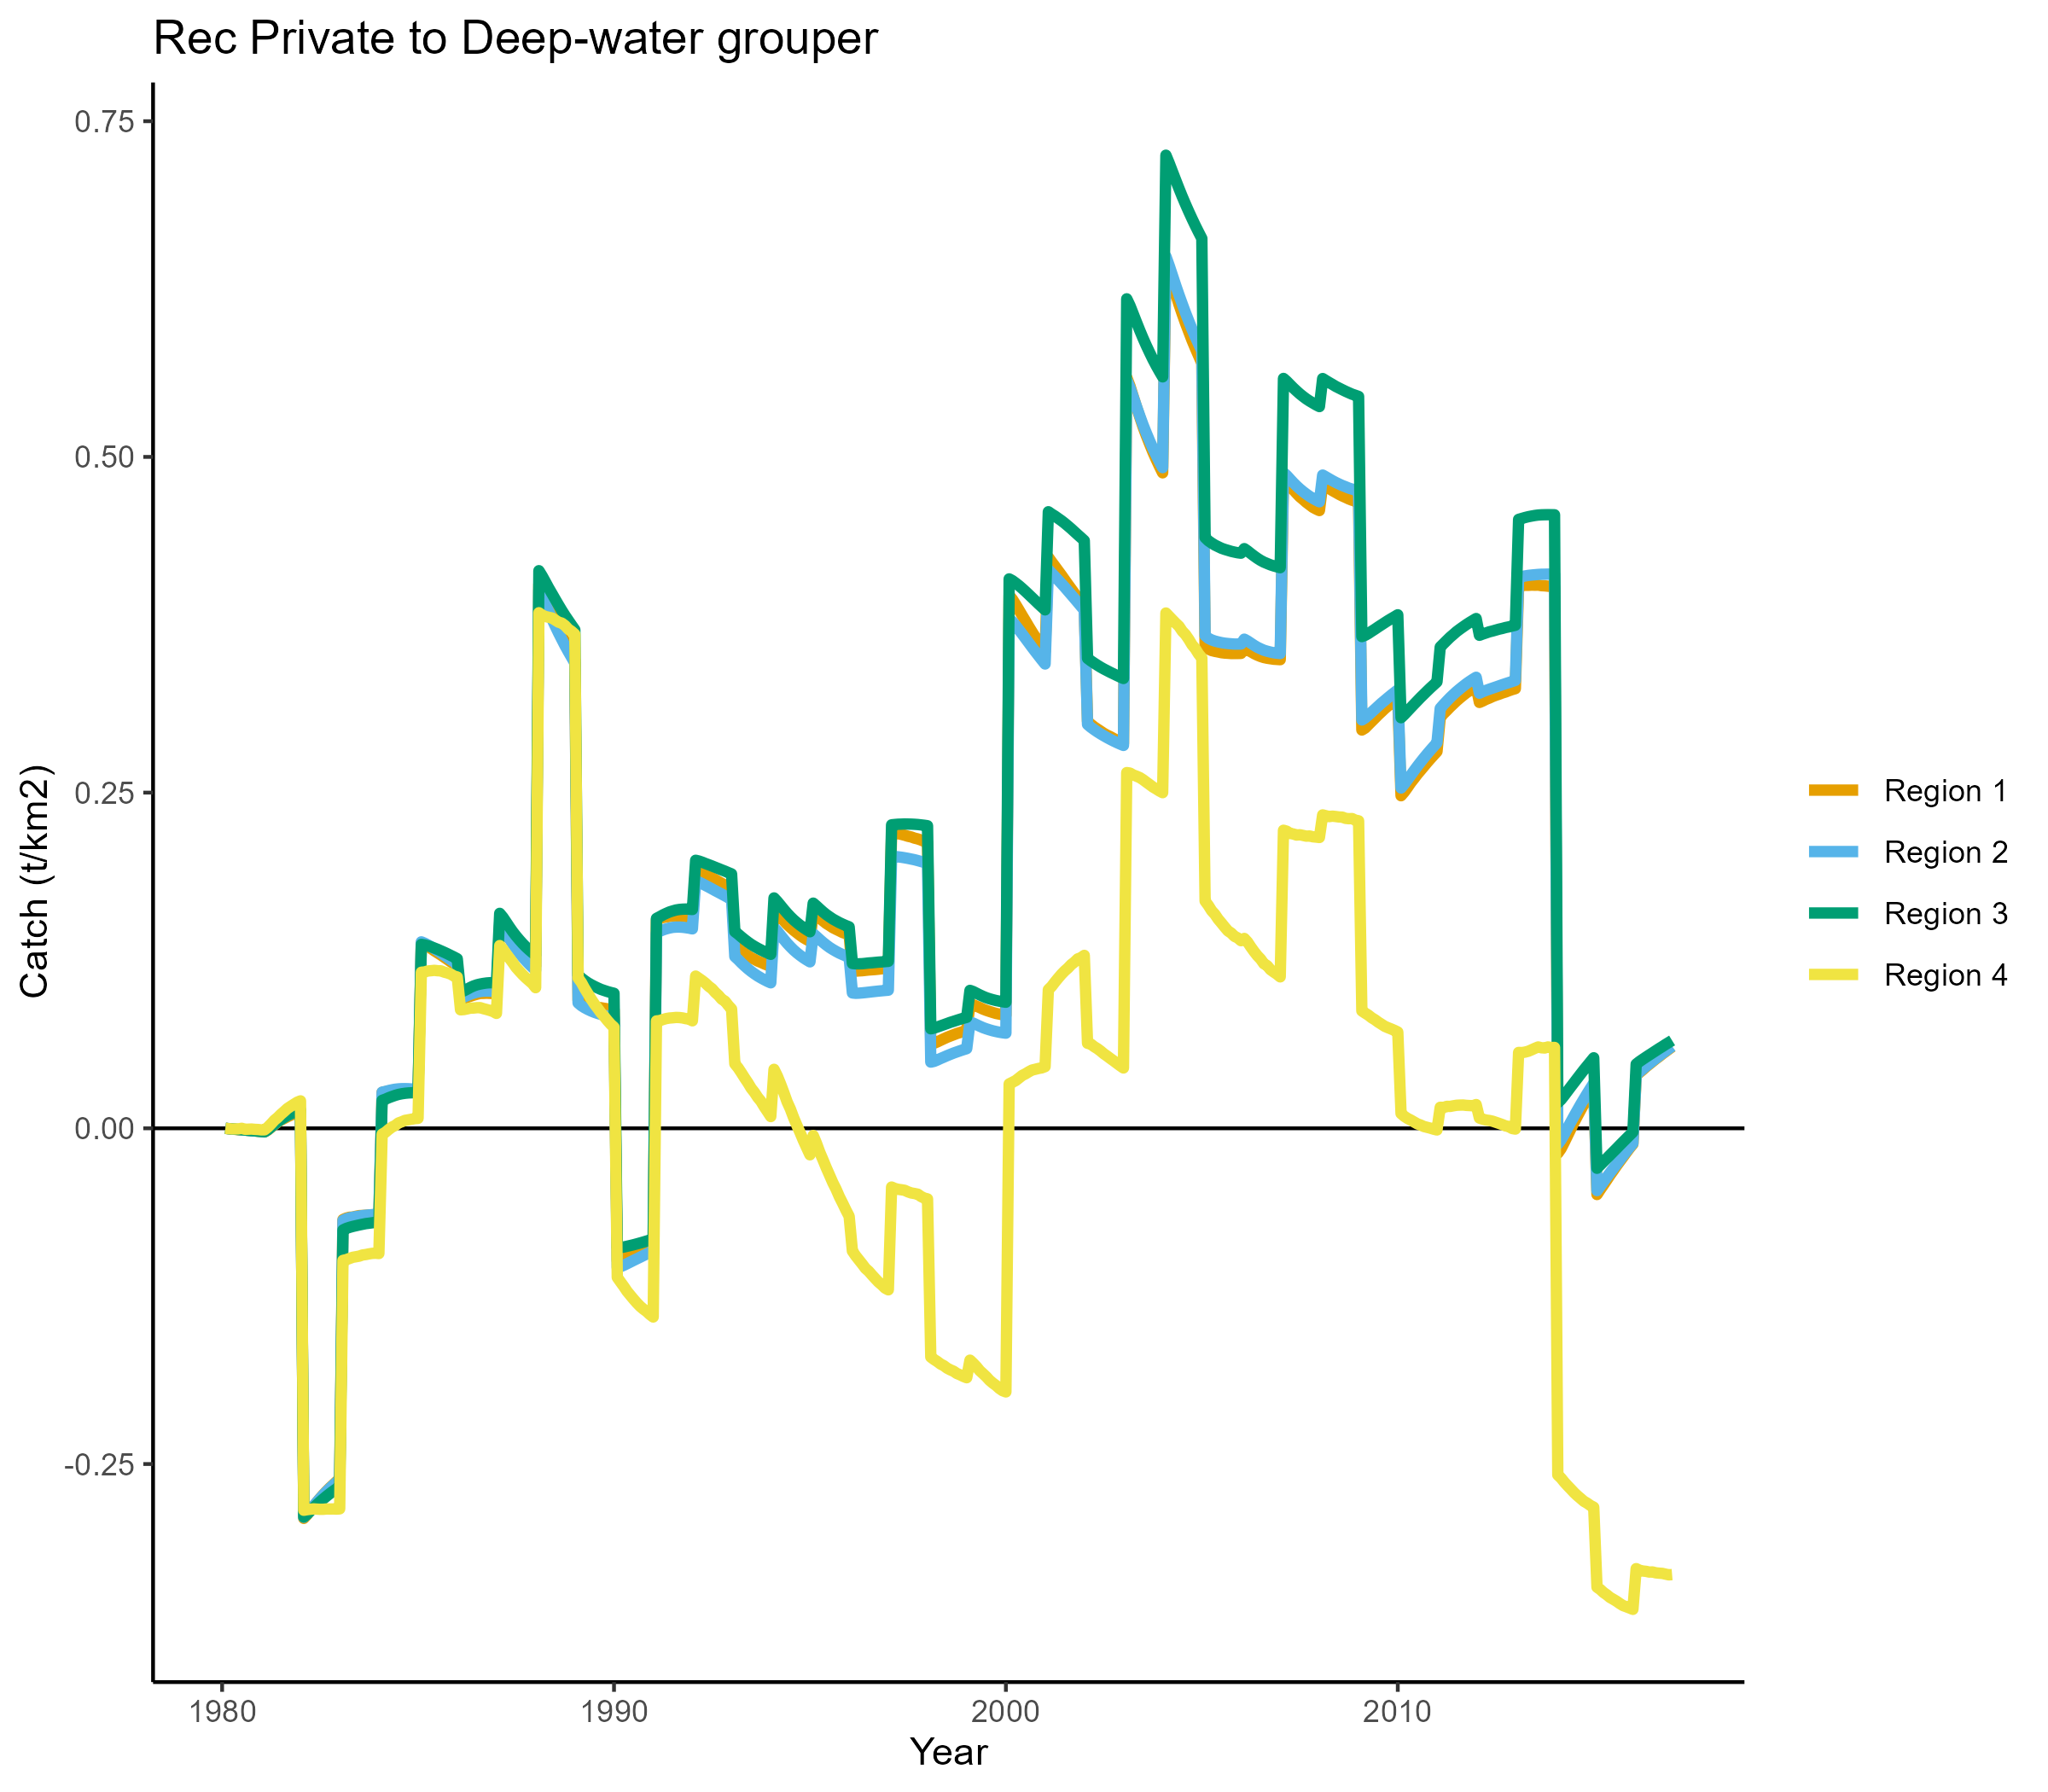 Rec Private to Deep-water grouper
0.75
0.50
0.25
0.00
-0.25
Catch (t/km2)
1980
1990
2000
2010
Year
Region 1
Region 2
Region 3
Region 4